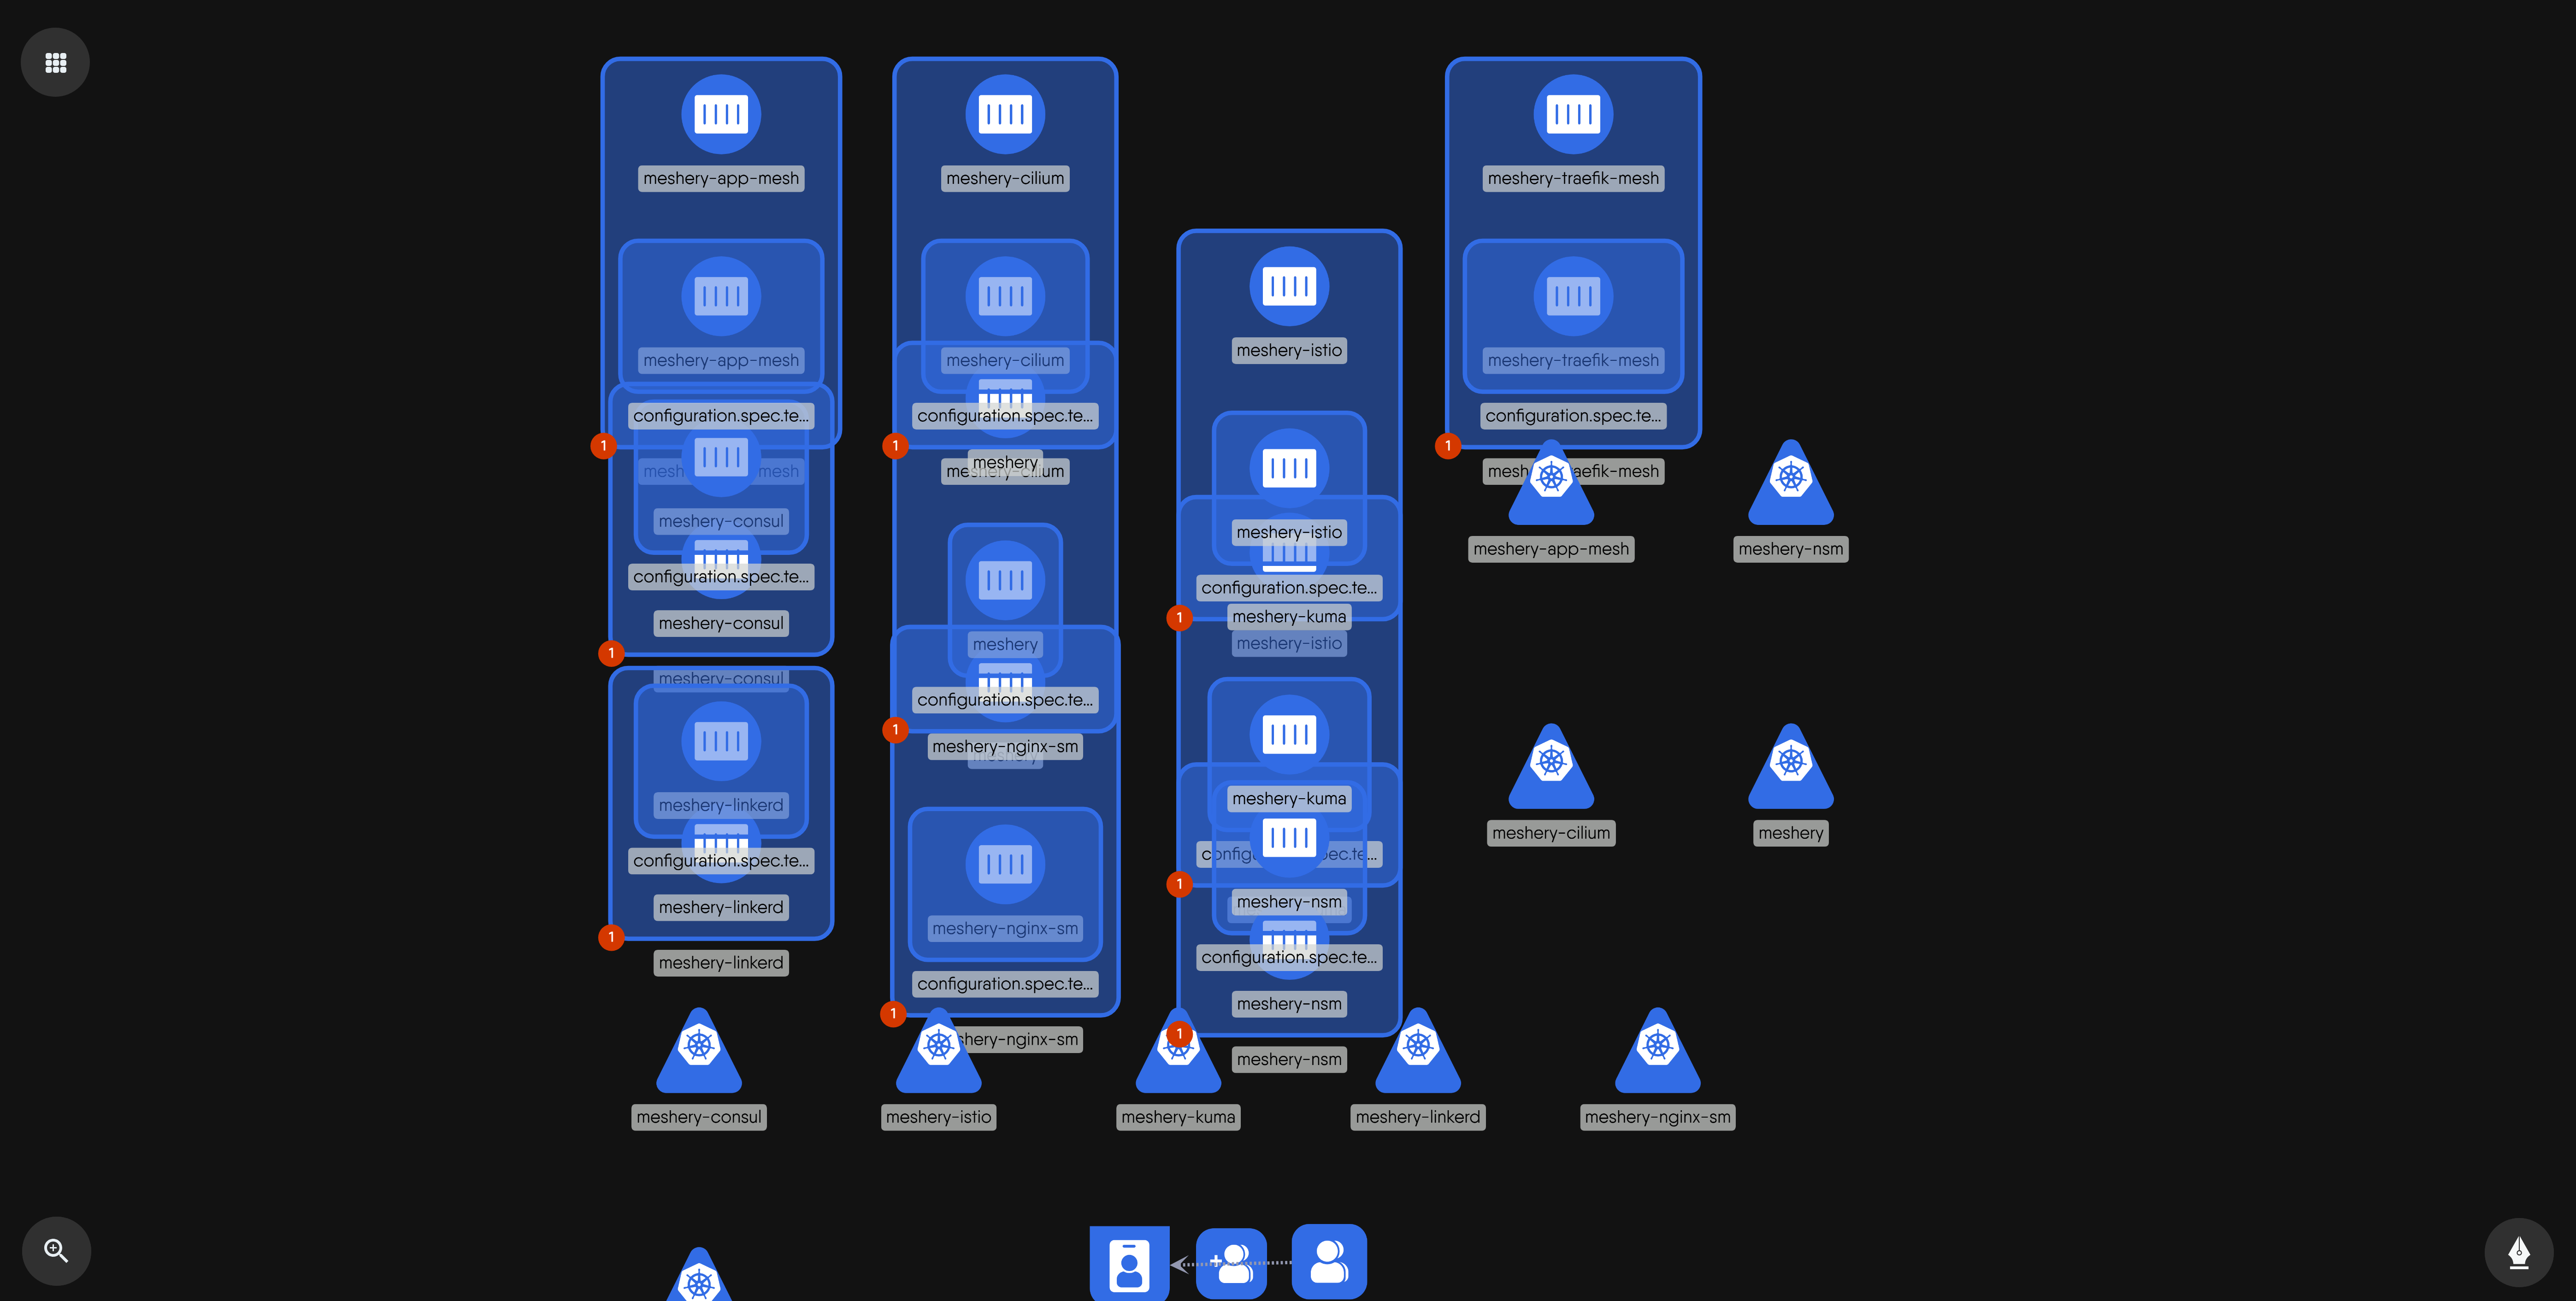 meshery-app-mesh
meshery-app-mesh
configuration.spec.te...
1
mesh mesh
meshery-consul
configuration.spec.te...
meshery-consul
1
meshery-consul
meshery-linkerd
configuration.spec.te...
meshery-linkerd
1
meshery-linkerd
meshery-cilium
meshery-cilium
configuration.spec.te...
1
meshery
meshery-cilium
meshery
configuration.spec.te...
1
meshery-nginx-sm
meshery
meshery-nginx-sm
configuration.spec.te...
1
shery-nginx-sm
meshery-istio
meshery-istio
configuration.spec.te...
1
meshery-kuma
meshery-istio
meshery-kuma
config pec.te...
1
meshery-nsm
configuration.spec.te...
meshery-nsm
1
meshery-nsm
meshery-traefik-mesh
meshery-traefik-mesh
configuration.spec.te...
1
mesh aefik-mesh
meshery-app-mesh
meshery-nsm
meshery-cilium
meshery
meshery-consul
meshery-istio
meshery-kuma
meshery-linkerd
meshery-nginx-sm